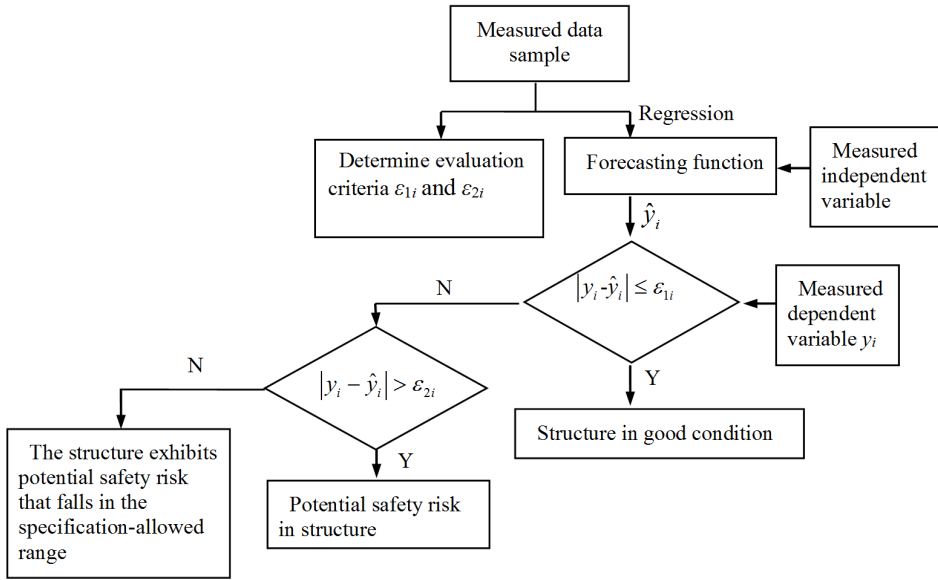 Measured data
sample
Regression
Determine evaluation
criteria ε1i and ε2i
Forecasting function
Measured
independent
variable
ŷi
|yi-ŷi| ≤ ε1i
Measured
dependent
variable yi
N
Y
|yi − ŷi| > ε2i
N
Structure in good condition
Y
The structure exhibits
potential safety risk
that falls in the
specification-allowed
range
Potential safety risk
in structure